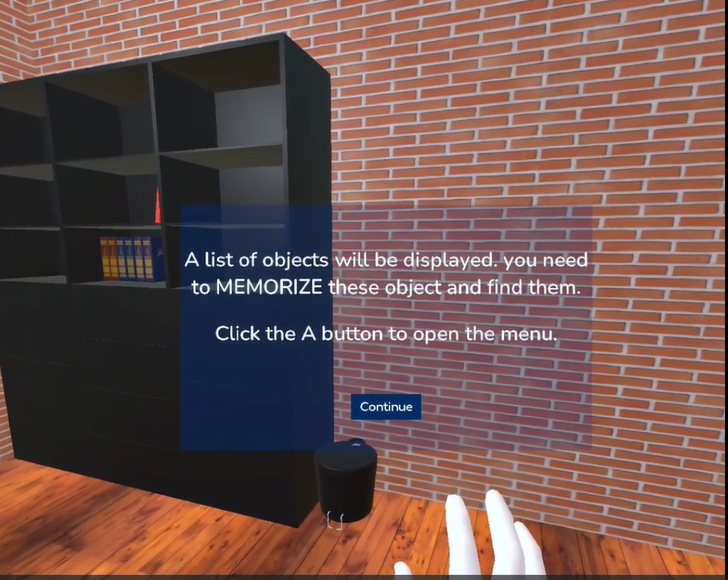 A list of objects will be displayed. you need
to MEMORIZE these object and find them.
Click the A button to open the menu.
Continue